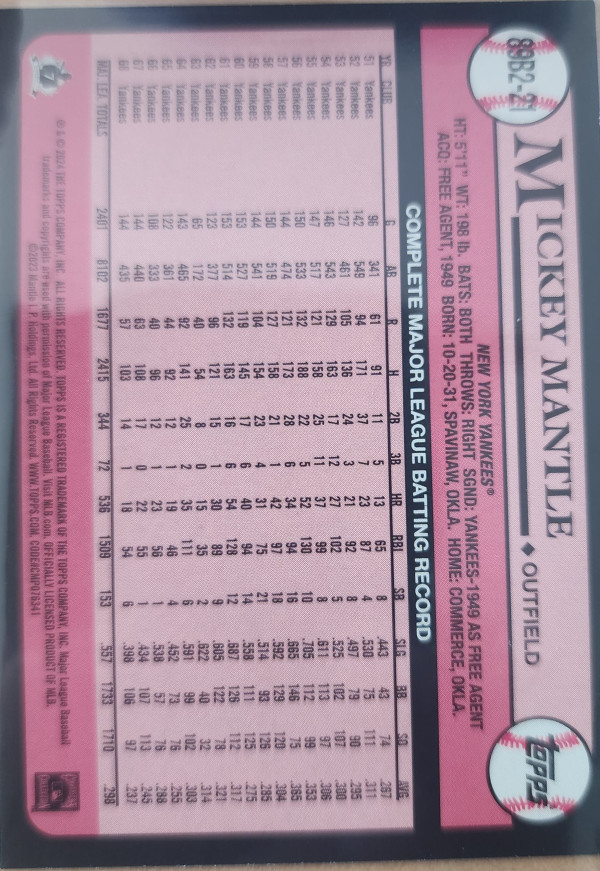 89B2-21
MICKEY MANTLE ♦ OUTFIELD
TOPPS
NEW YORK YANKEES®
HT: 5'11" WT: 198 lb. BATS: BOTH THROWS: RIGHT SGND: YANKEES-1949 AS FREE AGENT
ACQ: FREE AGENT, 1949 BORN: 10-20-31, SPAVINAW, OKLA. HOME: COMMERCE, OKLA.
COMPLETE MAJOR LEAGUE BATTING RECORD
YR CLUB G AB R H 2B 3B HR RBI SB SLG BB SO AVG
51 Yankees 96 341 61 91 11 5 13 65 8 .443 43 74 .267
52 Yankees 142 549 94 171 37 7 23 87 4 .530 75 111 .311
53 Yankees 127 461 105 136 24 3 21 92 8 .497 79 90 .295
54 Yankees 146 543 129 163 17 12 27 102 5 .525 102 107 .300
55 Yankees 147 517 121 158 25 11 37 99 8 .611 113 97 .306
56 Yankees 150 533 132 188 22 5 52 130 10 .705 112 99 .353
57 Yankees 144 474 121 173 28 6 34 94 16 .665 146 75 .365
58 Yankees 150 519 127 158 21 1 42 97 18 .592 129 120 .304
59 Yankees 144 541 104 154 23 4 31 75 21 .514 93 126 .285
60 Yankees 153 527 119 145 17 6 40 94 14 .558 111 125 .275
61 Yankees 153 514 132 163 16 6 54 128 12 .687 126 112 .317
62 Yankees 123 377 96 121 15 1 30 89 9 .605 122 78 .321
63 Yankees 65 172 40 54 8 0 15 35 2 .622 40 32 .314
64 Yankees 143 465 92 141 25 2 35 111 6 .591 99 102 .303
65 Yankees 122 361 44 92 12 1 19 46 4 .452 73 76 .255
66 Yankees 108 333 40 96 12 1 23 56 1 .538 57 76 .288
67 Yankees 144 440 63 108 17 0 22 55 1 .434 107 113 .245
68 Yankees 144 435 57 103 14 1 18 54 6 .398 106 97 .237
MAJ. LEA. TOTALS 2401 8102 1677 2415 344 72 536 1509 153 .557 1733 1710 .298
® & © 2024 THE TOPPS COMPANY, INC. ALL RIGHTS RESERVED. TOPPS IS A REGISTERED TRADEMARK OF THE TOPPS COMPANY, INC. Major League Baseball
trademarks and copyrights are used with permission of Major League Baseball. Visit MLB.com. OFFICIALLY LICENSED PRODUCT OF MLB.
©2023 Mantle I.P. Holdings, Ltd. All Rights Reserved. WWW.TOPPS.COM. CODE#CMP076341